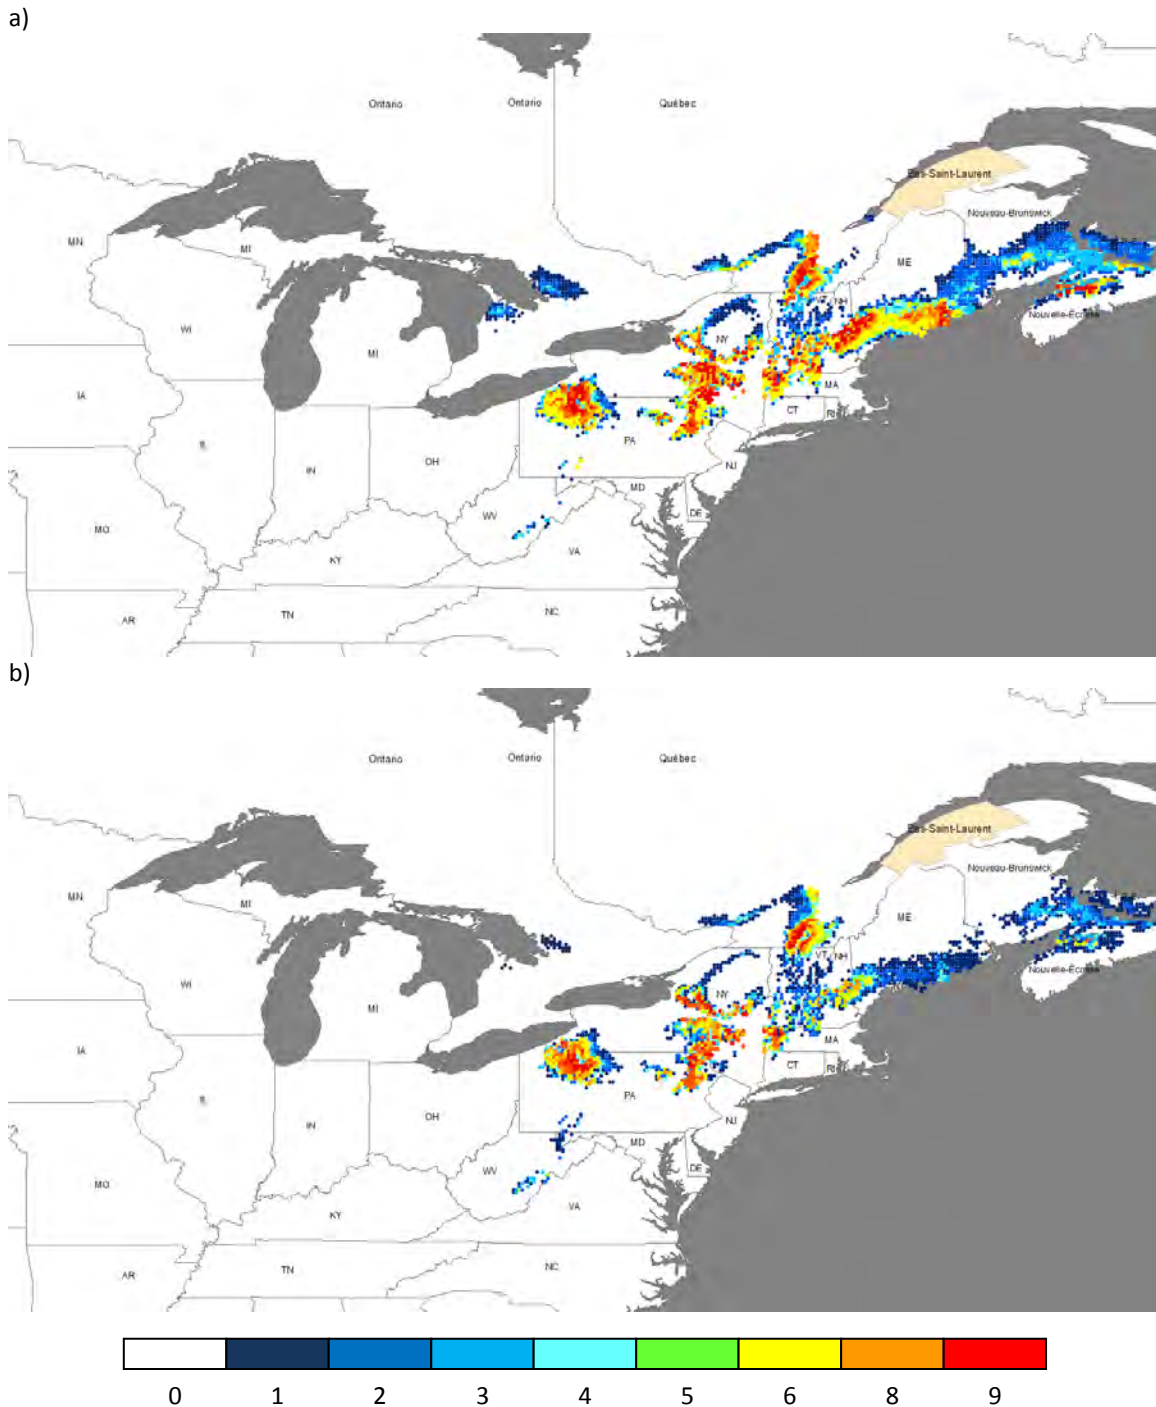 a)
Ontario Ontario Québec
Bas-Saint-Laurent
Nouveau-Brunswick
MN MI ME
VT NH
WI NY Nouvelle-Écosse
MI
IA MA
CT RI
IL PA
IN OH NJ
MD
WV DE
MO
KY VA
AR TN NC
b)
Ontario Ontario Québec
Bas-Saint-Laurent
Nouveau-Brunswick
MN MI ME
VT NH
WI NY Nouvelle-Écosse
MI
IA MA
CT RI
IL PA
IN OH NJ
MD
WV DE
MO
KY VA
AR TN NC
0 1 2 3 4 5 6 8 9